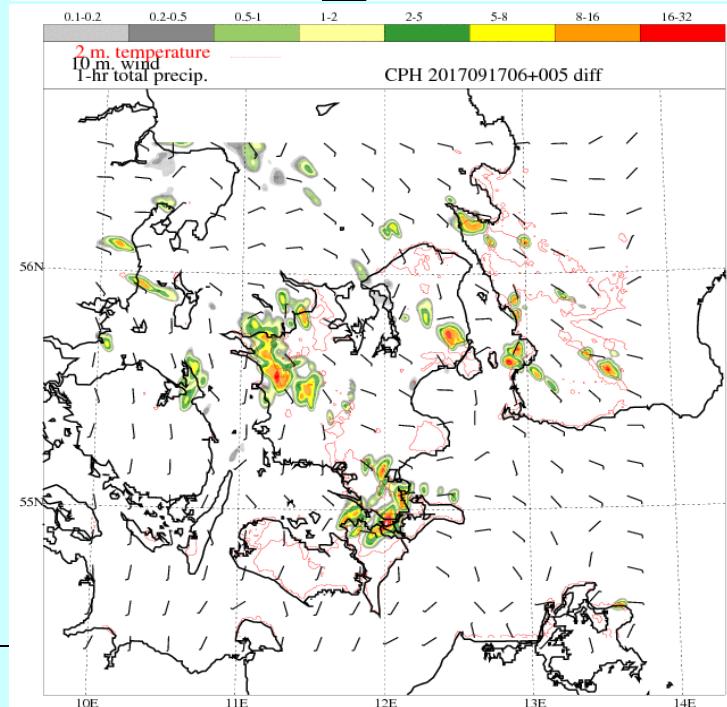 0.1-0.2 0.2-0.5 0.5-1 1-2 2-5 5-8 8-16 16-32
2 m. temperature
10 m. wind
1-hr total precip. CPH 2017091706+005 diff
56N
55N
10E 11E 12E 13E 14E